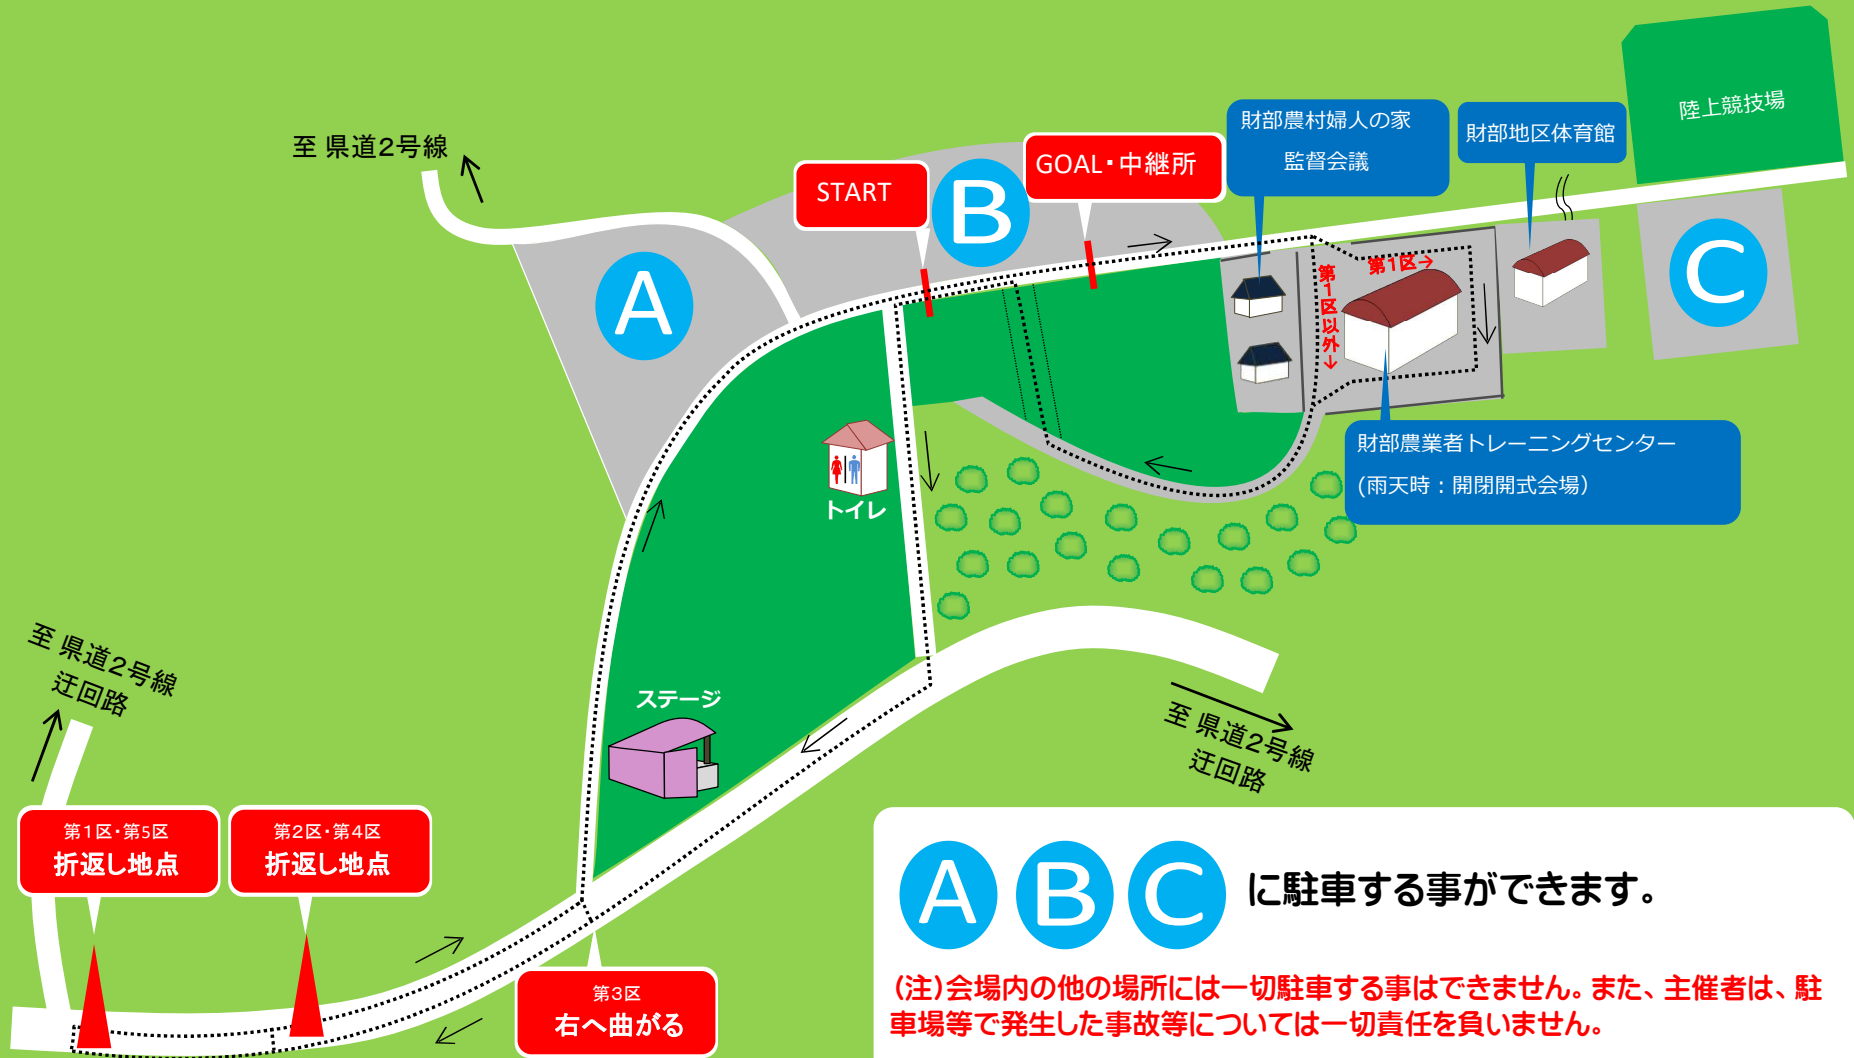 陸上競技場
至 県道2号線
START
B
GOAL・中継所
財部農村婦人の家
監督会議
財部地区体育館
A
C
第1区→
第1区以外→
トイレ
財部農業者トレーニングセンター
(雨天時：開閉開式会場）
ステージ
至 県道2号線
迂回路
至 県道2号線
迂回路
第1区・第5区
折返し地点
第2区・第4区
折返し地点
第3区
右へ曲がる
A B C に駐車する事ができます。
(注)会場内の他の場所には一切駐車する事はできません。また、主催者は、駐
車場等で発生した事故等については一切責任を負いません。